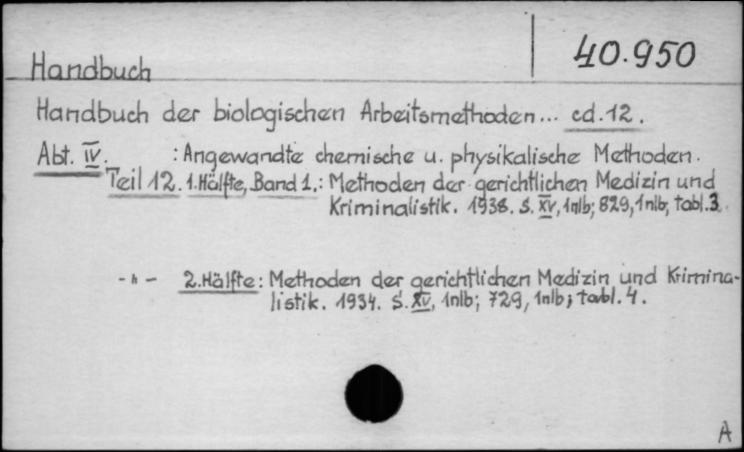 40.950
Handbuch
Handbuch der biologischen Arbeitsmethoden... ed. 12.
Abt. IV. : Angewandte chemische u. physikalische Methoden.
Teil 12. 1. Hälfte, Band 1.: Methoden der gerichtlichen Medizin und
Kriminalistik. 1938. S. XV, 1nlb; 829, 1nlb, tabl. 3.
-"- 2. Hälfte: Methoden der gerichtlichen Medizin und Krimina-
listik. 1934. S. XV, 1nlb; 729, 1nlb; tabl. 4.
A